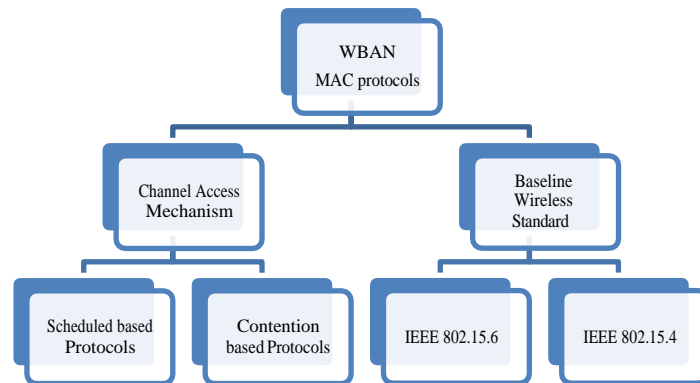 WBAN
MAC protocols
Channel Access
Mechanism
Baseline
Wireless
Standard
Scheduled based
Protocols
Contention
based Protocols
IEEE 802.15.6
IEEE 802.15.4